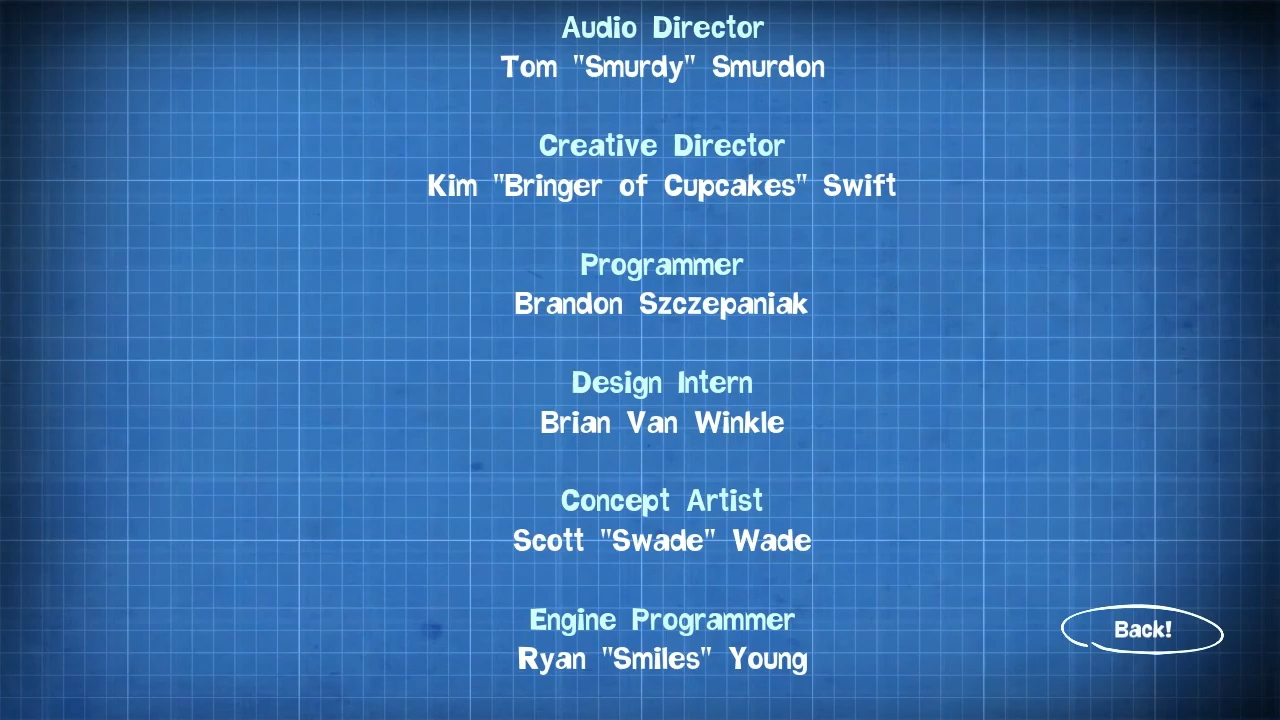 Audio Director
Tom "Smurdy" Smurdon
Creative Director
Kim "Bringer of Cupcakes" Swift
Programmer
Brandon Szczepaniak
Design Intern
Brian Van Winkle
Concept Artist
Scott "Swade" Wade
Engine Programmer
Ryan "Smiles" Young
Back!